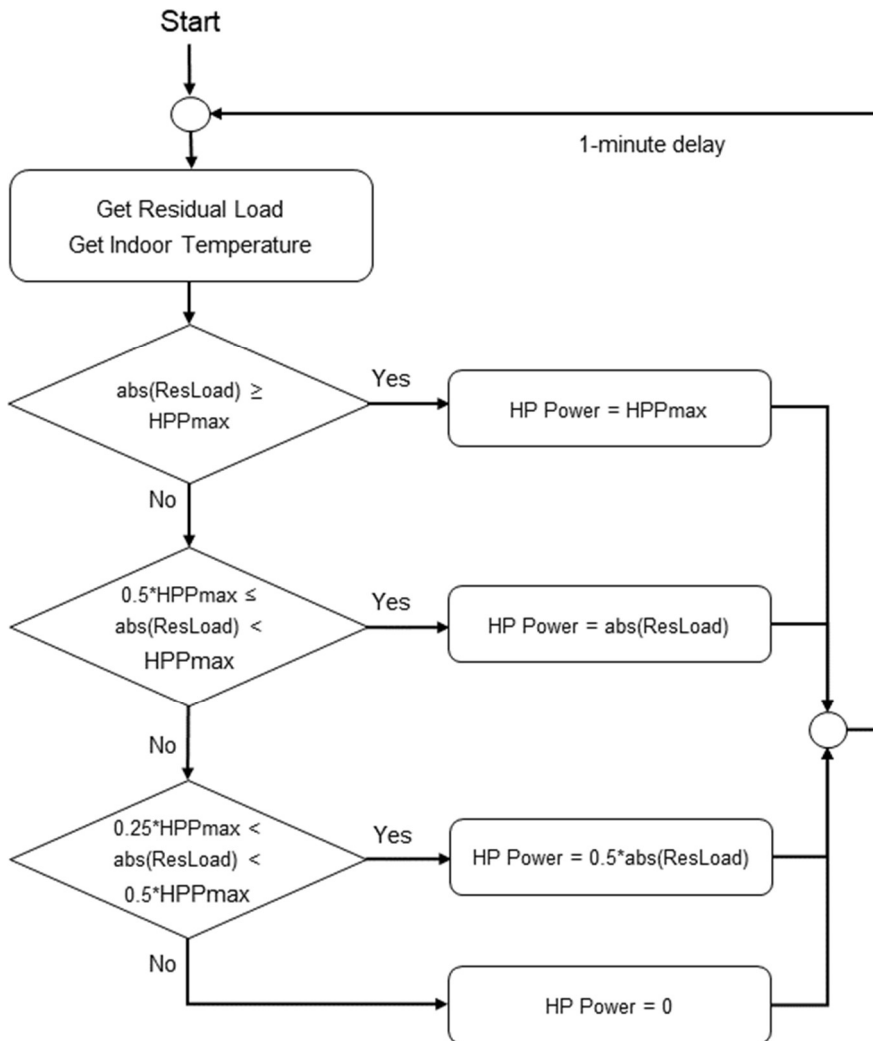 Start
1-minute delay
Get Residual Load
Get Indoor Temperature
abs(ResLoad) ≥
HPPmax
Yes
HP Power = HPPmax
No
0.5*HPPmax ≤
abs(ResLoad) <
HPPmax
Yes
HP Power = abs(ResLoad)
No
0.25*HPPmax <
abs(ResLoad) <
0.5*HPPmax
Yes
HP Power = 0.5*abs(ResLoad)
No
HP Power = 0